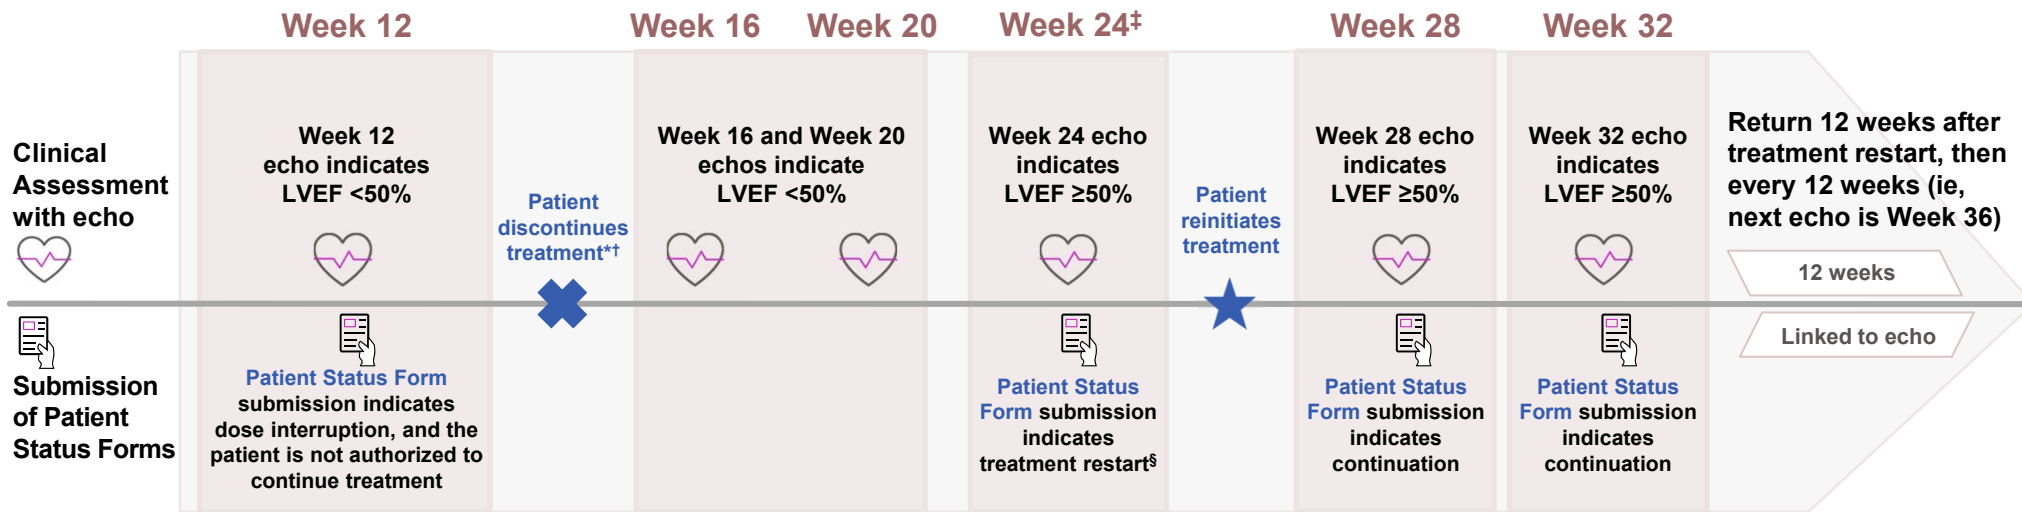 Week 12
Week 16
Week 20
Week 24‡
Week 28
Week 32
Clinical
Assessment
with echo
Week 12
echo indicates
LVEF <50%
Patient
discontinues
treatment*†
Week 16 and Week 20
echos indicate
LVEF <50%
Week 24 echo
indicates
LVEF ≥50%
Patient
reinitiates
treatment
Week 28 echo
indicates
LVEF ≥50%
Week 32 echo
indicates
LVEF ≥50%
Return 12 weeks after
treatment restart, then
every 12 weeks (ie,
next echo is Week 36)
12 weeks
Linked to echo
Submission
of Patient
Status Forms
Patient Status Form
submission indicates
dose interruption, and the
patient is not authorized to
continue treatment
Patient Status
Form submission
indicates
treatment restart§
Patient Status
Form submission
indicates
continuation
Patient Status
Form submission
indicates
continuation